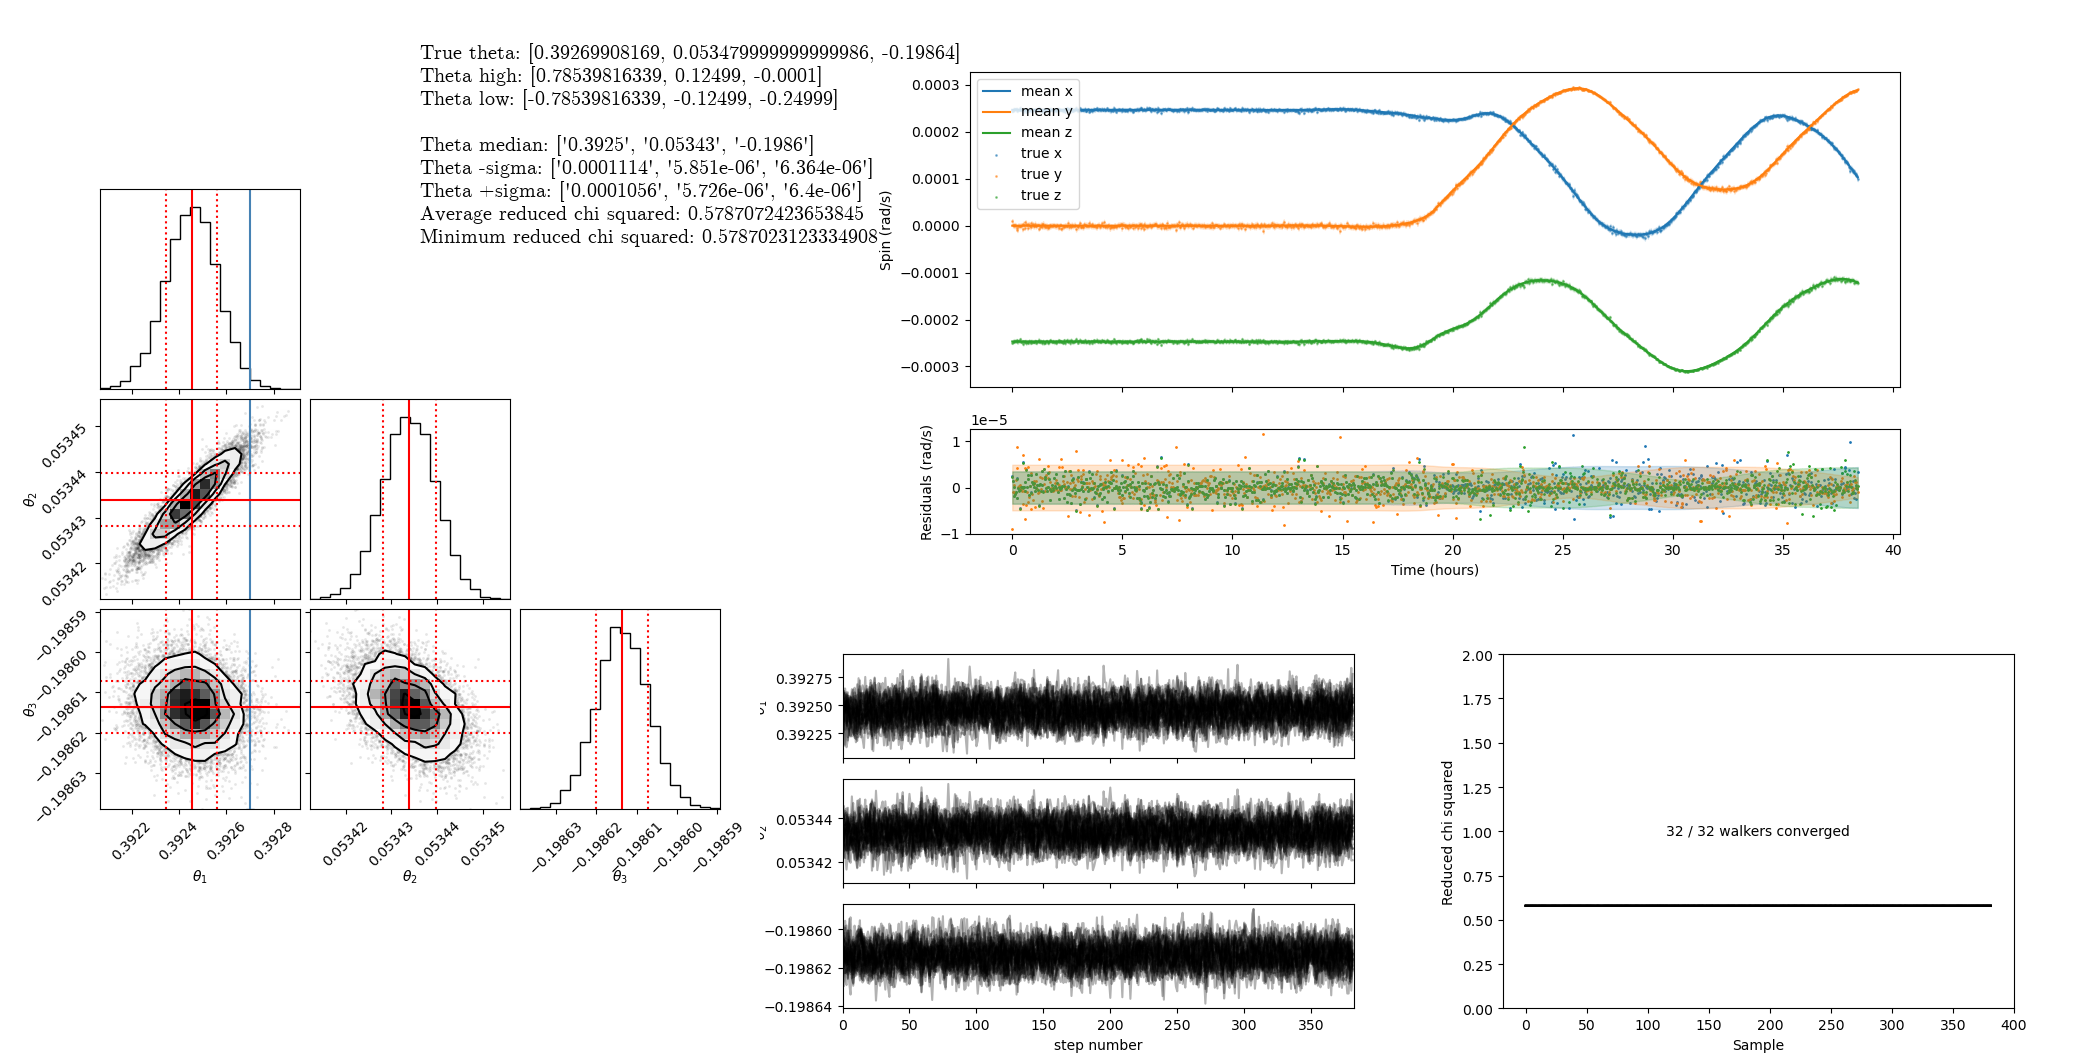 True theta: [0.39269908169, 0.053479999999999986, -0.19864]
Theta high: [0.78539816339, 0.12499, -0.0001]
Theta low: [-0.78539816339, -0.12499, -0.24999]
Theta median: ['0.3925', '0.05343', '-0.1986']
Theta -sigma: ['0.0001114', '5.851e-06', '6.364e-06']
Theta +sigma: ['0.0001056', '5.726e-06', '6.4e-06']
Average reduced chi squared: 0.5787072423653845
Minimum reduced chi squared: 0.5787023123334908
0.0003
0.0002
0.0001
0.0000
−0.0001
−0.0002
−0.0003
Spin (rad/s)
mean x
mean y
mean z
true x
true y
true z
1e−5
1
0
−1
Residuals (rad/s)
0
5
10
15
20
25
30
35
40
Time (hours)
0.05345
0.05344
0.05343
0.05342
θ2
−0.19859
−0.19860
−0.19861
−0.19862
−0.19863
θ3
0.3922
0.3924
0.3926
0.3928
θ1
0.05342
0.05343
0.05344
0.05345
θ2
−0.19863
−0.19862
−0.19861
−0.19860
−0.19859
θ3
0.39275
0.39250
0.39225
0.05344
0.05342
−0.19860
−0.19862
−0.19864
0
50
100
150
200
250
300
350
step number
2.00
1.75
1.50
1.25
1.00
0.75
0.50
0.25
0.00
Reduced chi squared
32 / 32 walkers converged
0
50
100
150
200
250
300
350
400
Sample